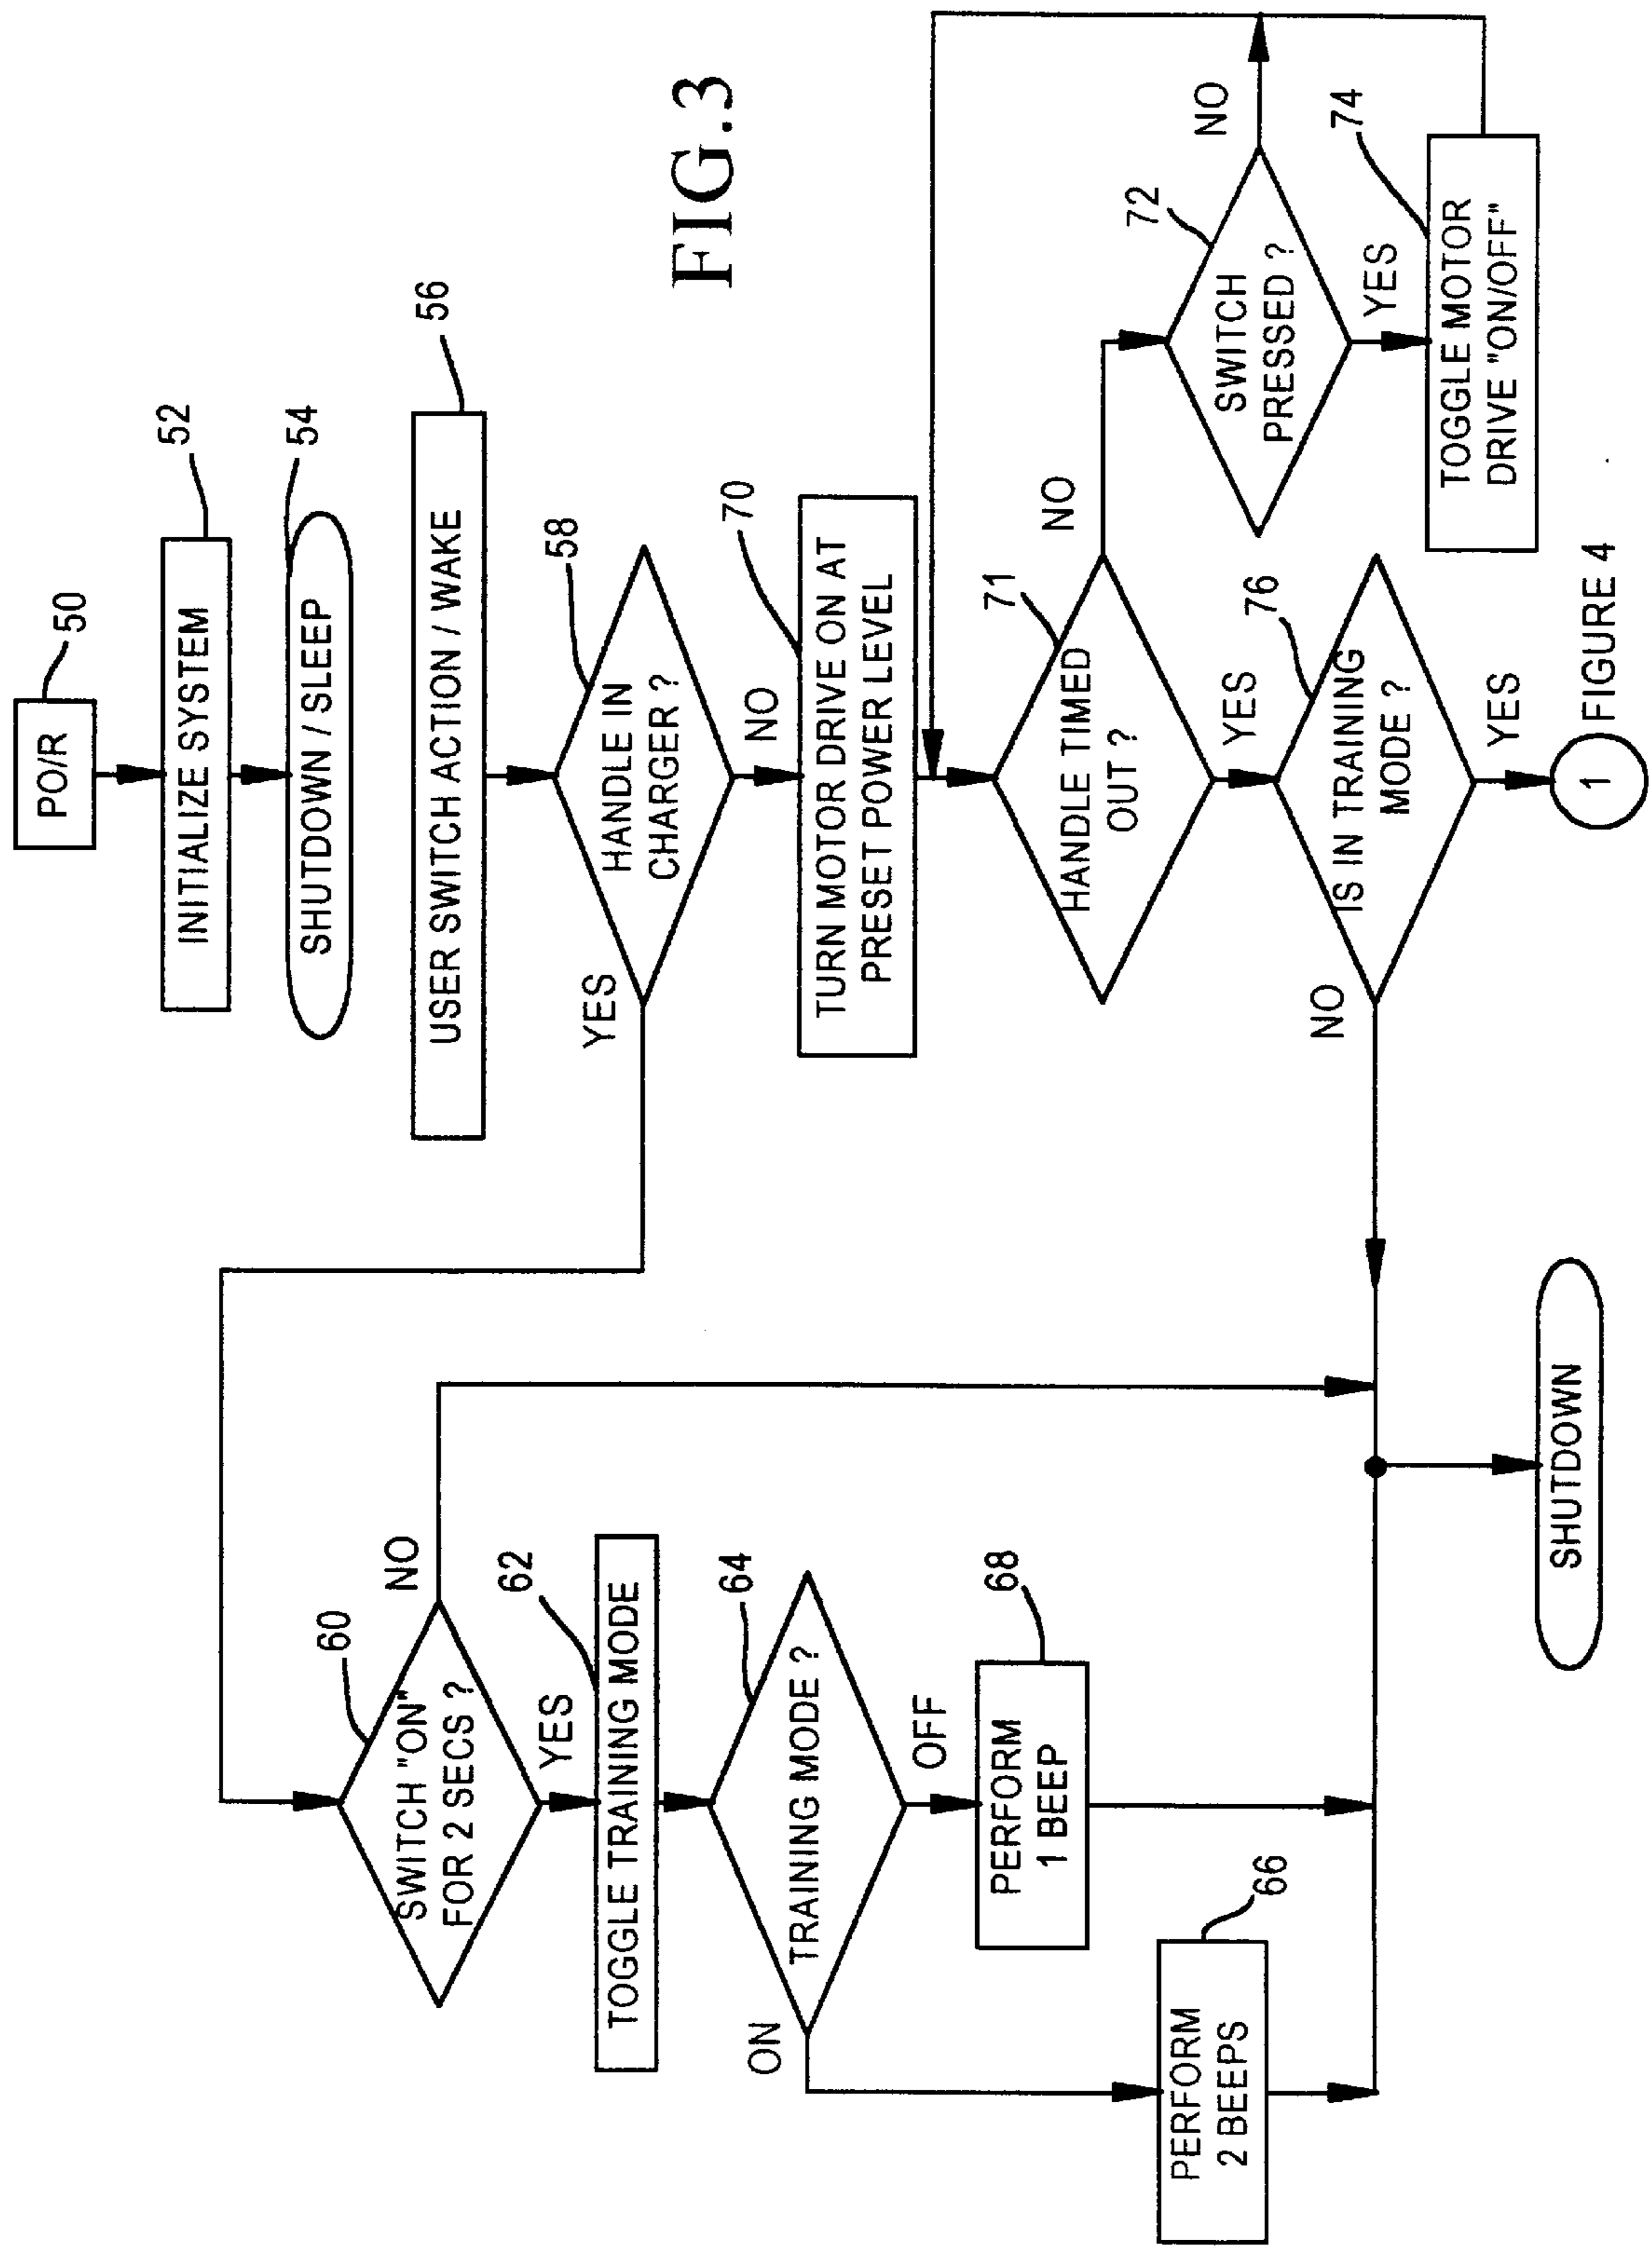 PO/R
50
INITIALIZE SYSTEM
52
SHUTDOWN / SLEEP
54
USER SWITCH ACTION / WAKE
56
HANDLE IN
CHARGER ?
58
YES
NO
SWITCH "ON"
FOR 2 SECS ?
60
NO
YES
TOGGLE TRAINING MODE
62
TRAINING MODE ?
64
ON
OFF
PERFORM
1 BEEP
68
PERFORM
2 BEEPS
66
TURN MOTOR DRIVE ON AT
PRESET POWER LEVEL
70
HANDLE TIMED
OUT ?
71
NO
YES
SWITCH
PRESSED ?
72
NO
YES
TOGGLE MOTOR
DRIVE "ON/OFF"
74
IS IN TRAINING
MODE ?
76
NO
YES
SHUTDOWN
1
FIGURE 4
FIG.3